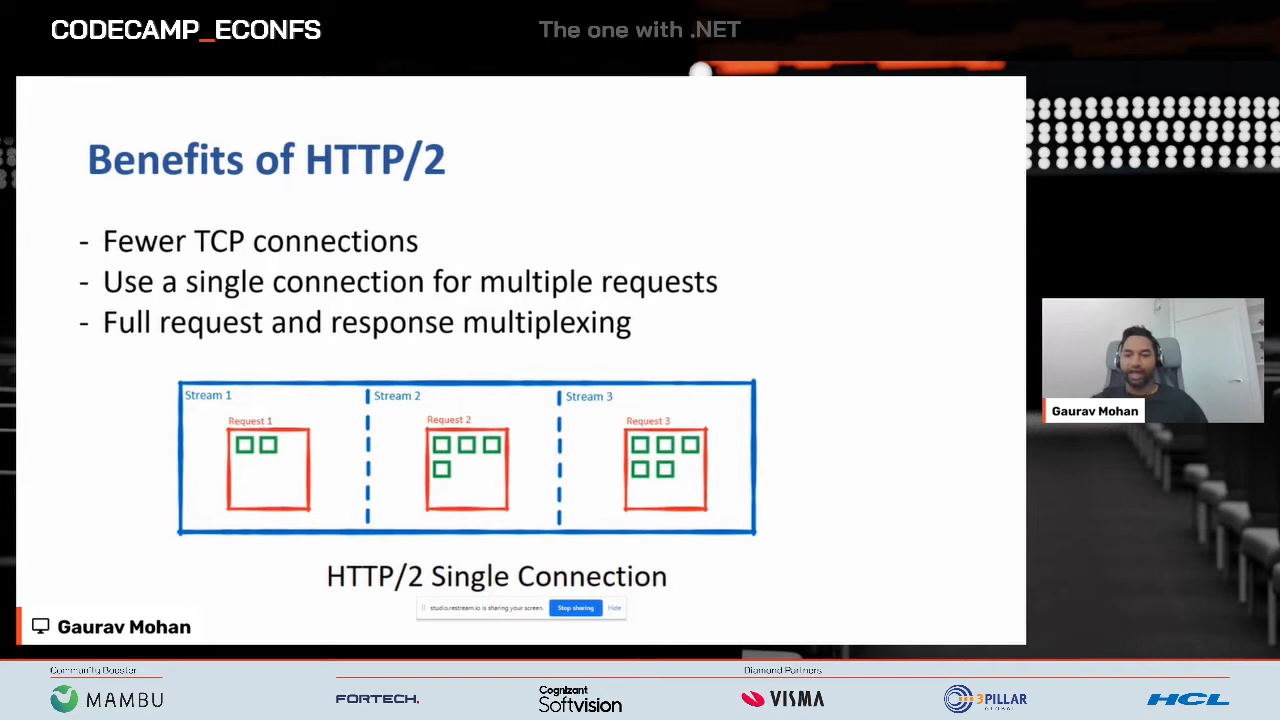 CODECAMP_ECONFS
The one with .NET
Benefits of HTTP/2
- Fewer TCP connections
- Use a single connection for multiple requests
- Full request and response multiplexing
Stream 1
Stream 2
Stream 3
Request 1
Request 2
Request 3
HTTP/2 Single Connection
studio.restream.io is sharing your screen.
Stop sharing
Hide
Gaurav Mohan
Gaurav Mohan
Community Booster
Diamond Partners
MAMBU
FORTECH.
Cognizant
Softvision
VISMA
3PILLAR
GLOBAL
HCL